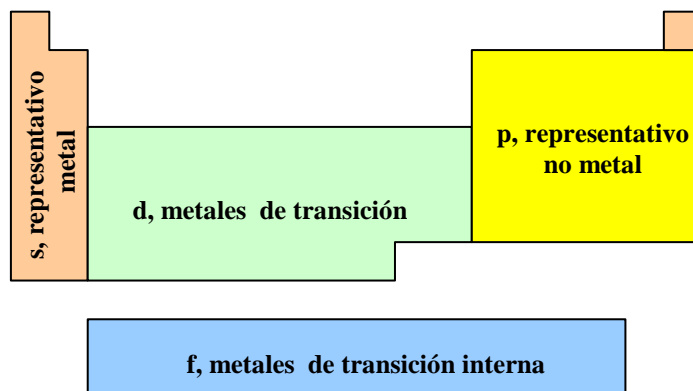 s, representativo
metal
d, metales de transición
p, representativo
no metal
f, metales de transición interna